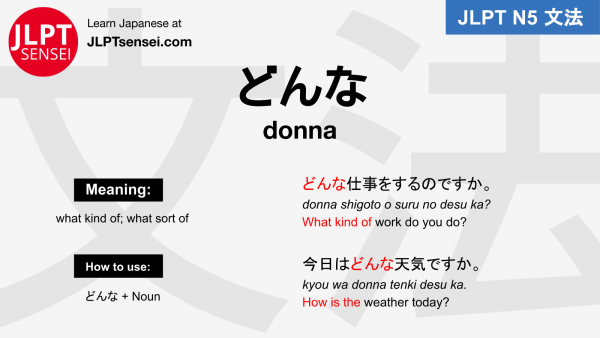 JLPT
SENSEI
Learn Japanese at
JLPTsensei.com
JLPT N5 文法
文法
どんな
donna
Meaning:
what kind of; what sort of
How to use:
どんな + Noun
どんな仕事をするのですか。
donna shigoto o suru no desu ka?
What kind of work do you do?
今日はどんな天気ですか。
kyou wa donna tenki desu ka.
How is the weather today?